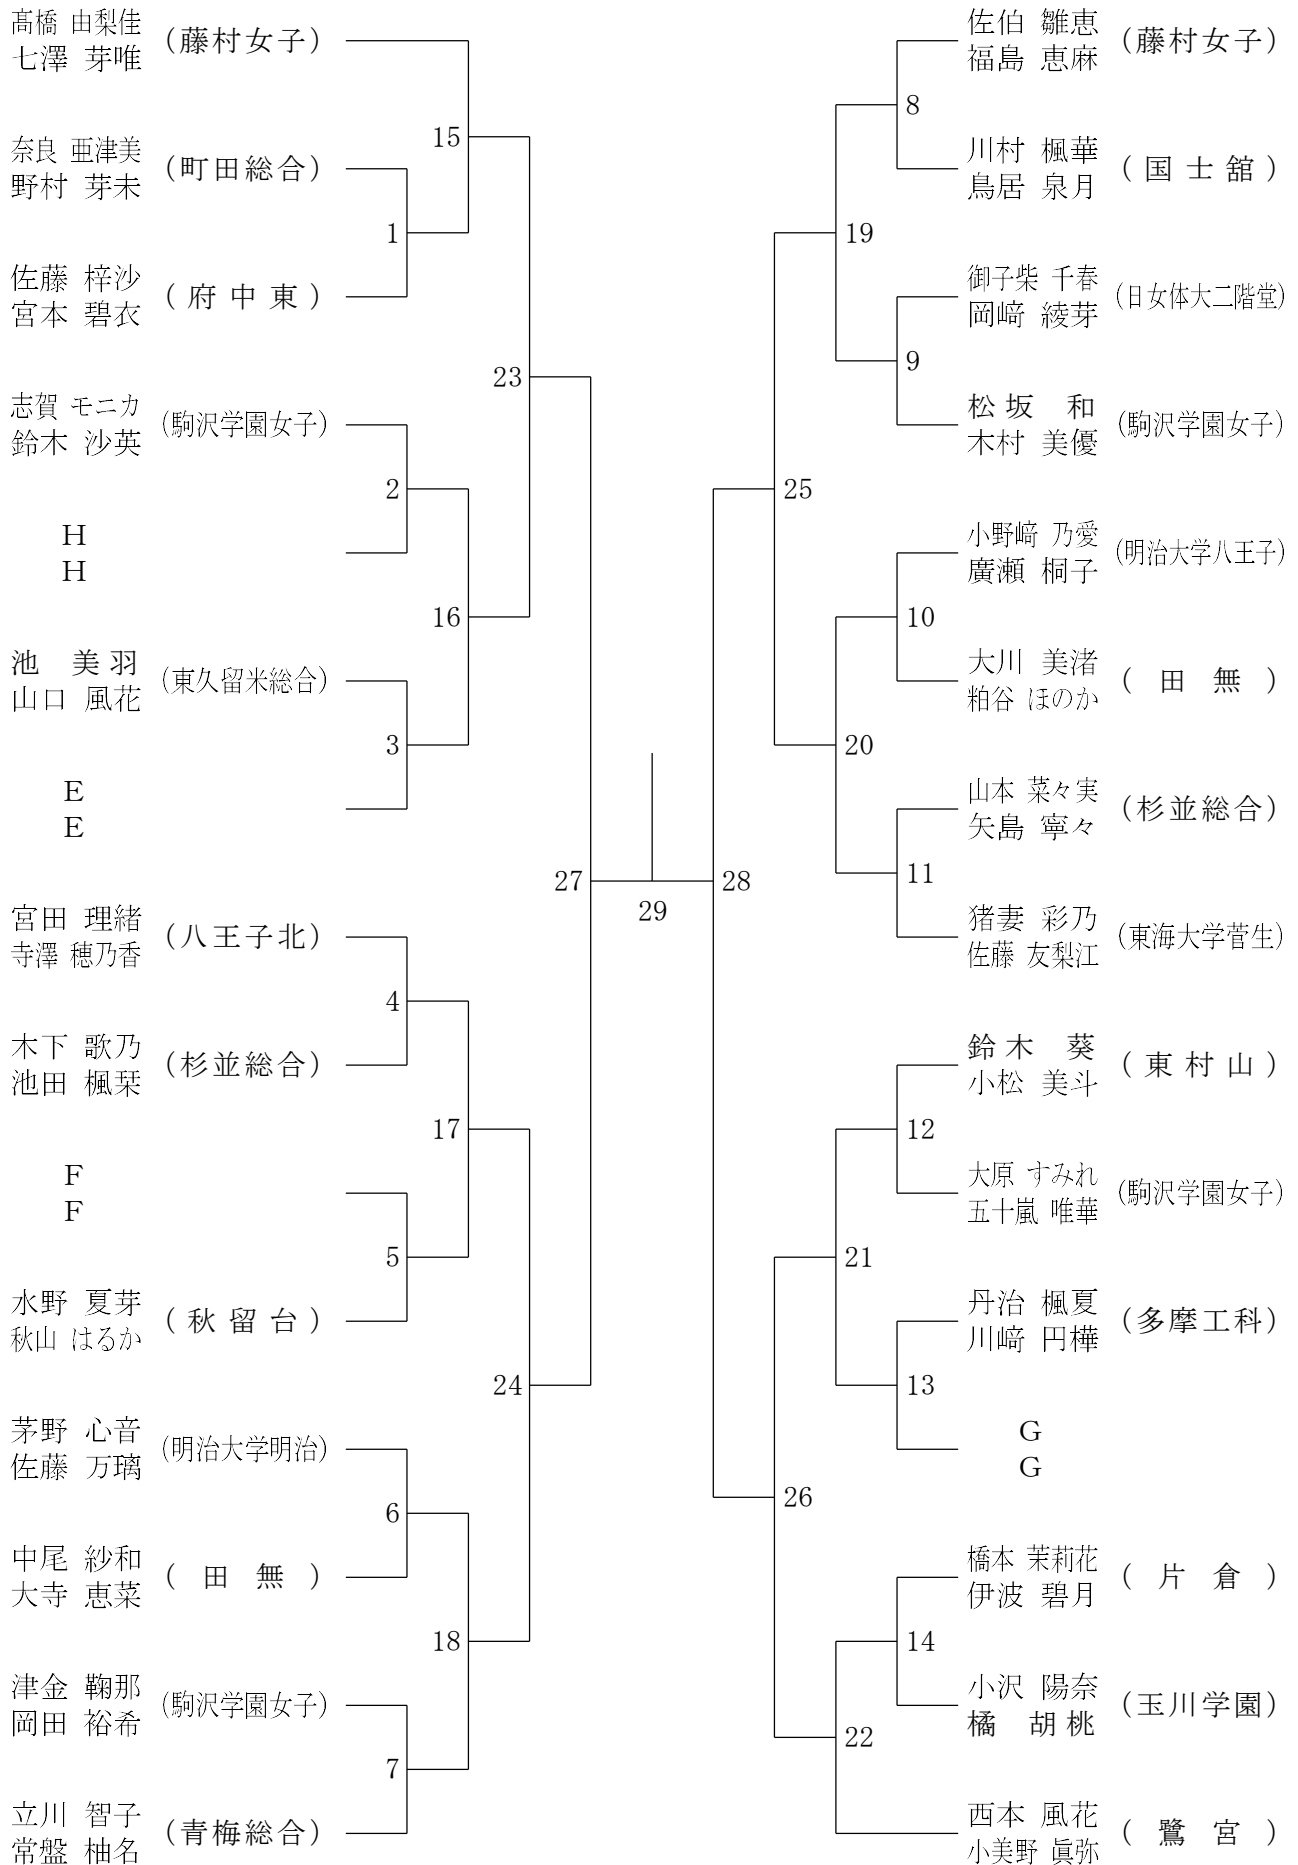 髙橋 由梨佳
七澤 芽唯
(藤村女子)
奈良 亜津美
野村 芽未
(町田総合)
佐藤 梓沙
宮本 碧衣
(府中東)
志賀 モニカ
鈴木 沙英
(駒沢学園女子)
H
H
池 美羽
山口 風花
(東久留米総合)
E
E
宮田 理緒
寺澤 穂乃香
(八王子北)
木下 歌乃
池田 楓栞
(杉並総合)
F
F
水野 夏芽
秋山 はるか
(秋留台)
茅野 心音
佐藤 万璃
(明治大学明治)
中尾 紗和
大寺 恵菜
(田無)
津金 鞠那
岡田 裕希
(駒沢学園女子)
立川 智子
常盤 柚名
(青梅総合)
1
2
3
4
5
6
7
15
16
17
18
23
24
27
29
28
25
26
19
20
21
22
8
9
10
11
12
13
14
佐伯 雛恵
福島 恵麻
(藤村女子)
川村 楓華
鳥居 泉月
(国士舘)
御子柴 千春
岡﨑 綾芽
(日女体大二階堂)
松坂 和
木村 美優
(駒沢学園女子)
小野﨑 乃愛
廣瀬 桐子
(明治大学八王子)
大川 美渚
粕谷 ほのか
(田無)
山本 菜々実
矢島 寧々
(杉並総合)
猪妻 彩乃
佐藤 友梨江
(東海大学菅生)
鈴木 葵
小松 美斗
(東村山)
大原 すみれ
五十嵐 唯華
(駒沢学園女子)
丹治 楓夏
川﨑 円樺
(多摩工科)
G
G
橋本 茉莉花
伊波 碧月
(片倉)
小沢 陽奈
橘 胡桃
(玉川学園)
西本 風花
小美野 眞弥
(鷺宮)